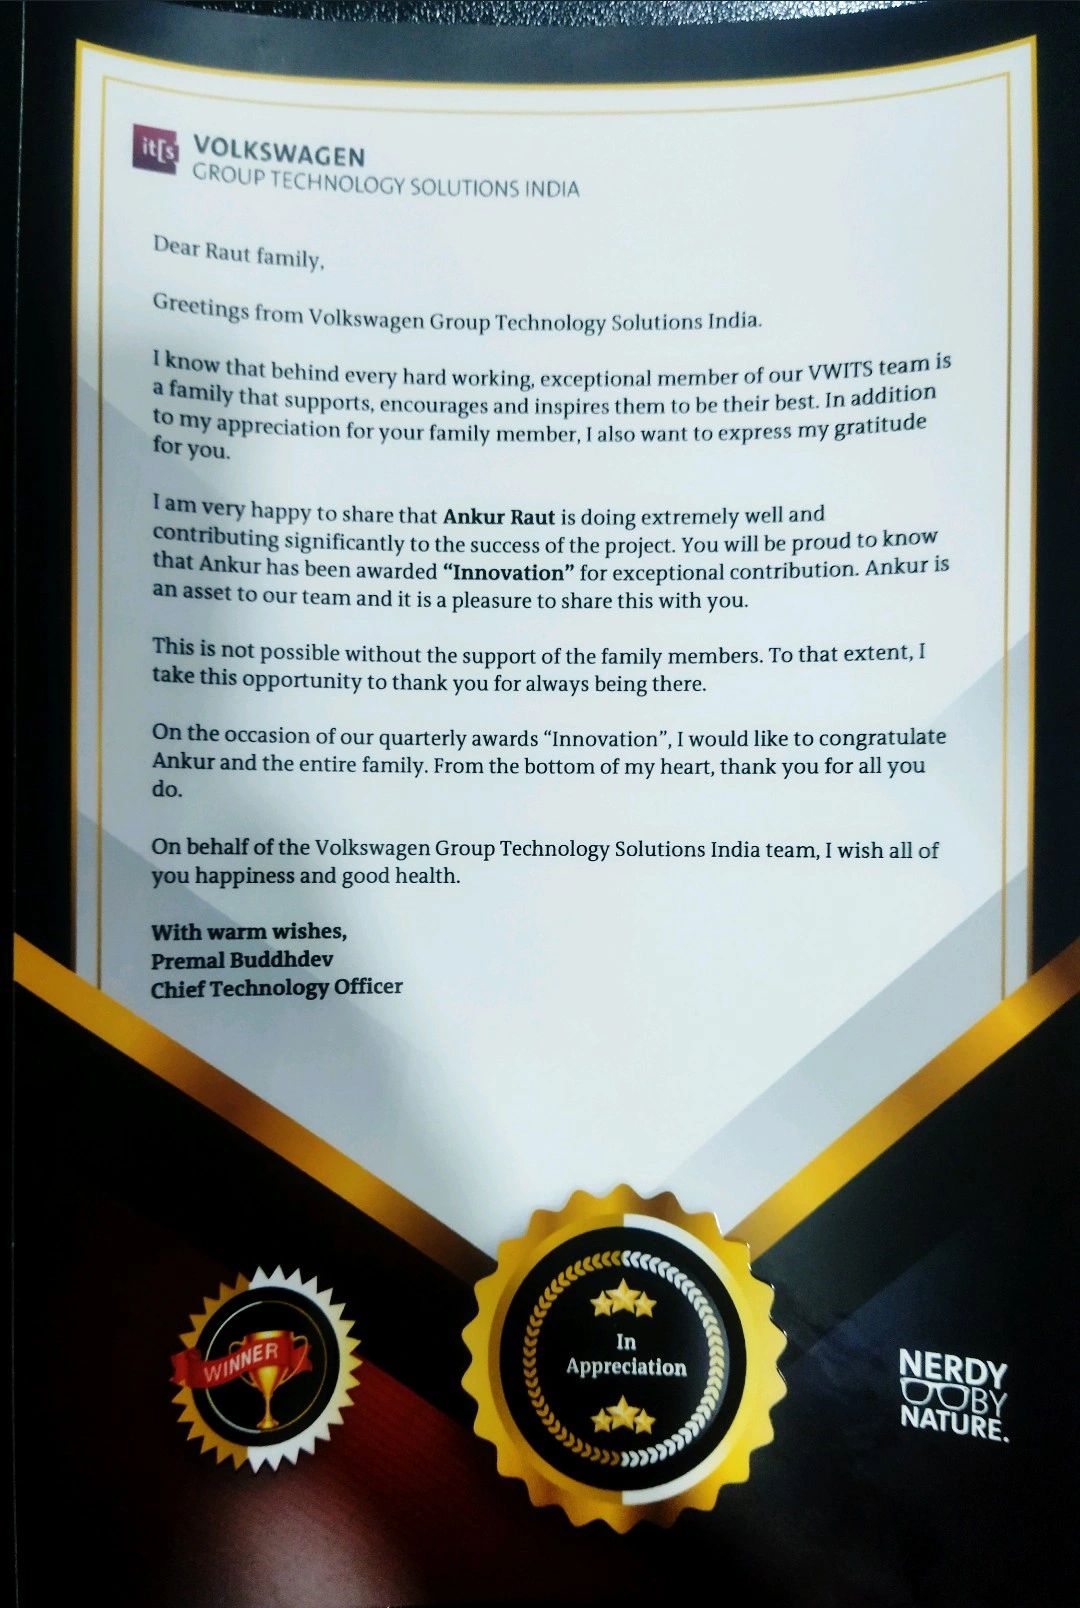 it[s
VOLKSWAGEN
GROUP TECHNOLOGY SOLUTIONS INDIA
Dear Raut family,
Greetings from Volkswagen Group Technology Solutions India.
I know that behind every hard working, exceptional member of our VWITS team is
a family that supports, encourages and inspires them to be their best. In addition
to my appreciation for your family member, I also want to express my gratitude
for you.
I am very happy to share that Ankur Raut is doing extremely well and
contributing significantly to the success of the project. You will be proud to know
that Ankur has been awarded “Innovation” for exceptional contribution. Ankur is
an asset to our team and it is a pleasure to share this with you.
This is not possible without the support of the family members. To that extent, I
take this opportunity to thank you for always being there.
On the occasion of our quarterly awards “Innovation”, I would like to congratulate
Ankur and the entire family. From the bottom of my heart, thank you for all you
do.
On behalf of the Volkswagen Group Technology Solutions India team, I wish all of
you happiness and good health.
With warm wishes,
Premal Buddhdev
Chief Technology Officer
WINNER
In
Appreciation
NERDY
BY
NATURE.